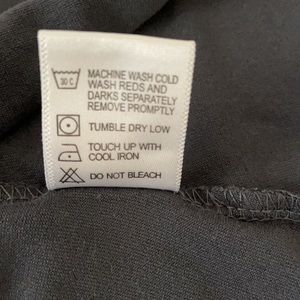 30 C
MACHINE WASH COLD
WASH REDS AND
DARKS SEPARATELY
REMOVE PROMPTLY
TUMBLE DRY LOW
TOUCH UP WITH
COOL IRON
DO NOT BLEACH